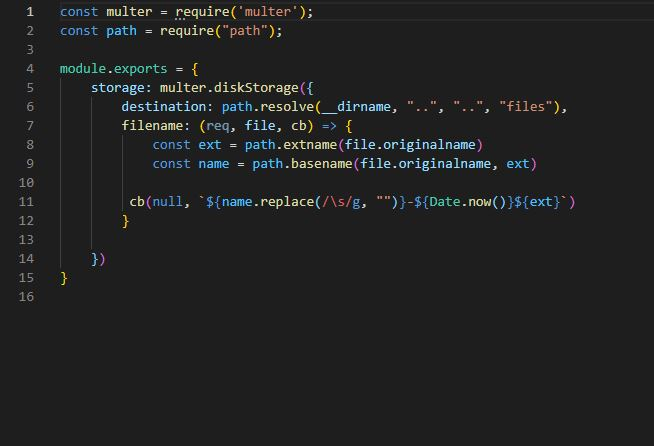 1 const multer = require('multer');
2 const path = require("path");
3
4 module.exports = {
5 storage: multer.diskStorage({
6 destination: path.resolve(__dirname, "..", "..", "files"),
7 filename: (req, file, cb) => {
8 const ext = path.extname(file.originalname)
9 const name = path.basename(file.originalname, ext)
10
11 cb(null, `${name.replace(/\s/g, "")}-${Date.now()}${ext}`)
12 }
13
14 })
15 }
16